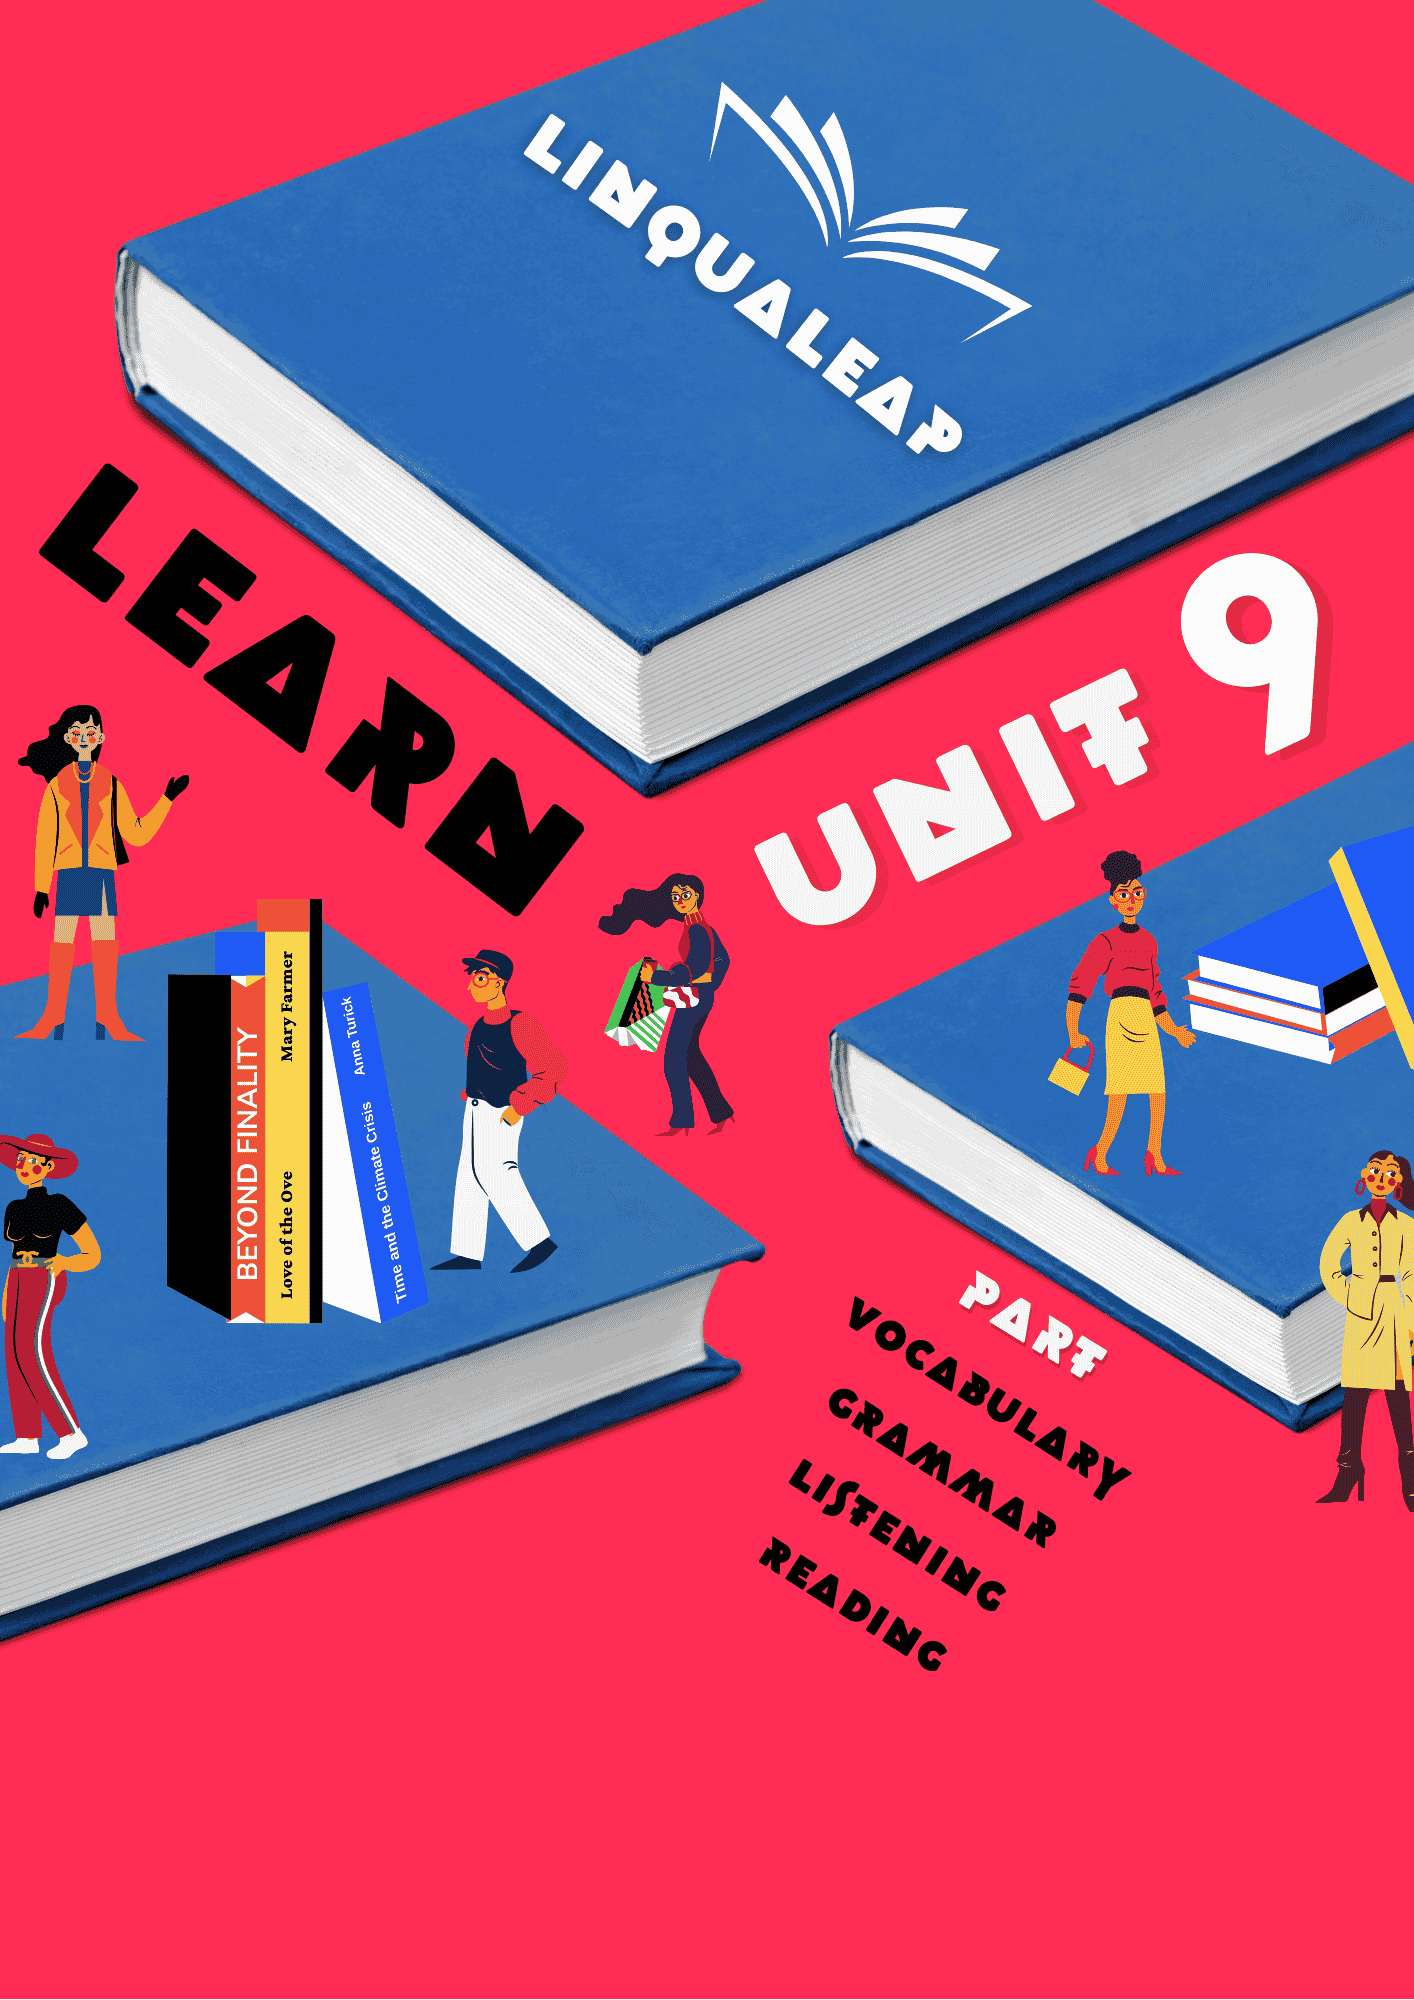 LINQUALEAP
LEARN
UNIT 9
BEYOND FINALITY
Love of the Ove Mary Farmer
Time and the Climate Crisis Anna Turick
PART
VOCABULARY
GRAMMAR
LISTENING
READING